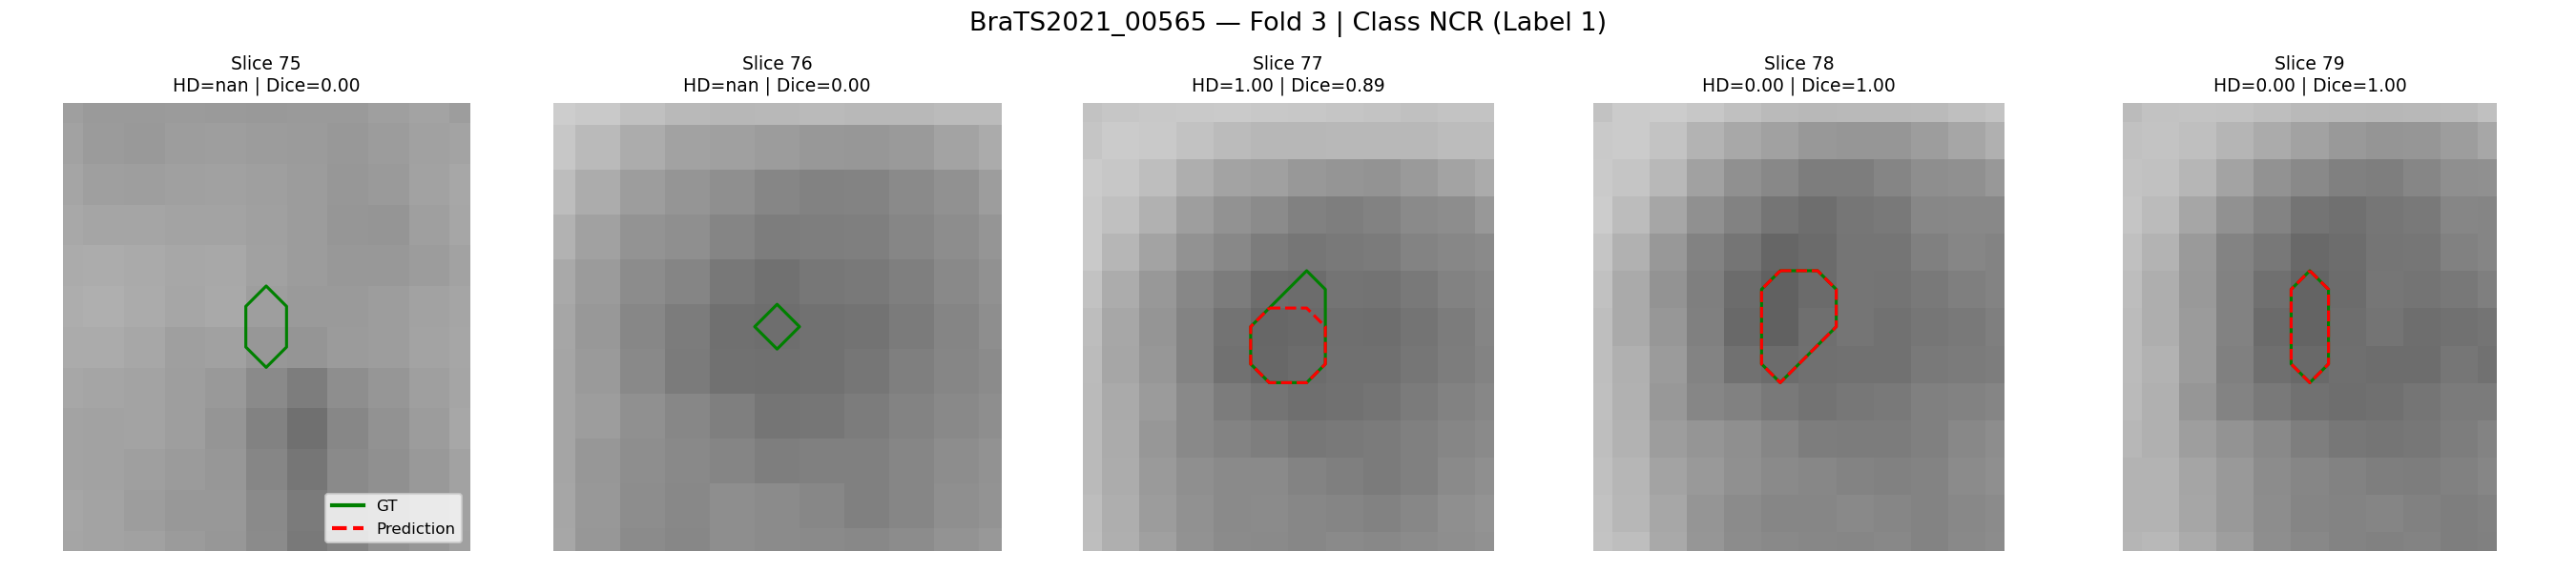 BraTS2021_00565 — Fold 3 | Class NCR (Label 1)
Slice 75
HD=nan | Dice=0.00
Slice 76
HD=nan | Dice=0.00
Slice 77
HD=1.00 | Dice=0.89
Slice 78
HD=0.00 | Dice=1.00
Slice 79
HD=0.00 | Dice=1.00
GT
Prediction